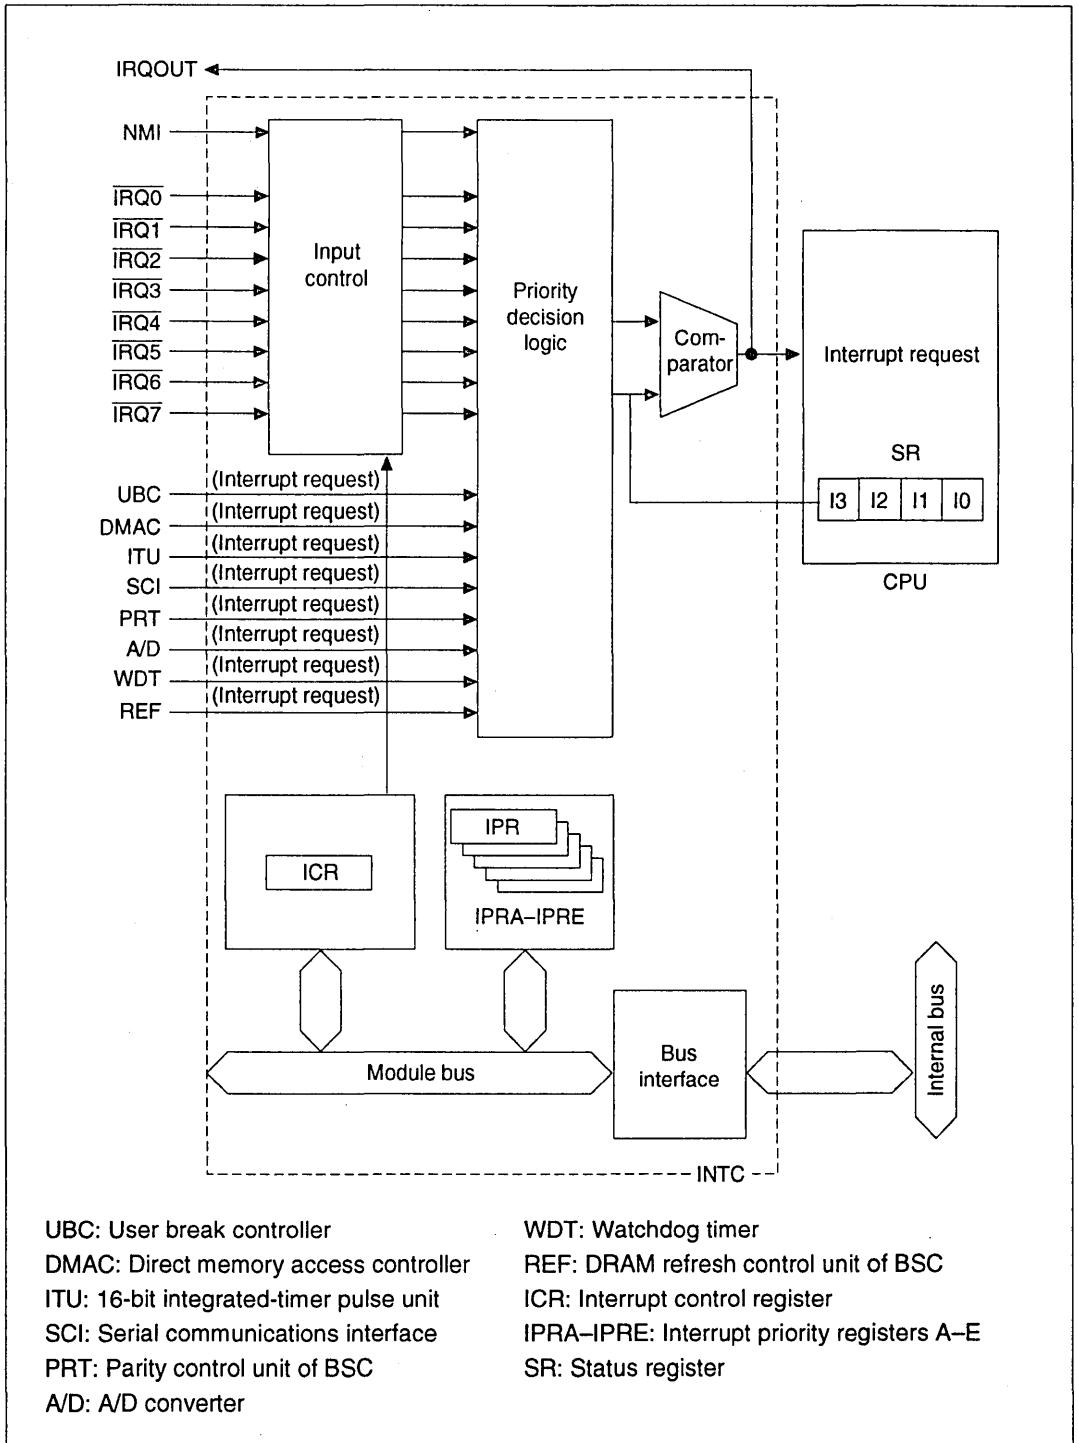 IRQOUT
NMI
IRQ0
IRQ1
IRQ2
IRQ3
IRQ4
IRQ5
IRQ6
IRQ7
Input
control
Priority
decision
logic
Com-
parator
Interrupt request
SR
I3 I2 I1 I0
CPU
UBC (Interrupt request)
DMAC (Interrupt request)
ITU (Interrupt request)
SCI (Interrupt request)
PRT (Interrupt request)
A/D (Interrupt request)
WDT (Interrupt request)
REF (Interrupt request)
ICR
IPR
IPRA–IPRE
Module bus
Bus
interface
Internal bus
INTC
UBC: User break controller
DMAC: Direct memory access controller
ITU: 16-bit integrated-timer pulse unit
SCI: Serial communications interface
PRT: Parity control unit of BSC
A/D: A/D converter
WDT: Watchdog timer
REF: DRAM refresh control unit of BSC
ICR: Interrupt control register
IPRA–IPRE: Interrupt priority registers A–E
SR: Status register